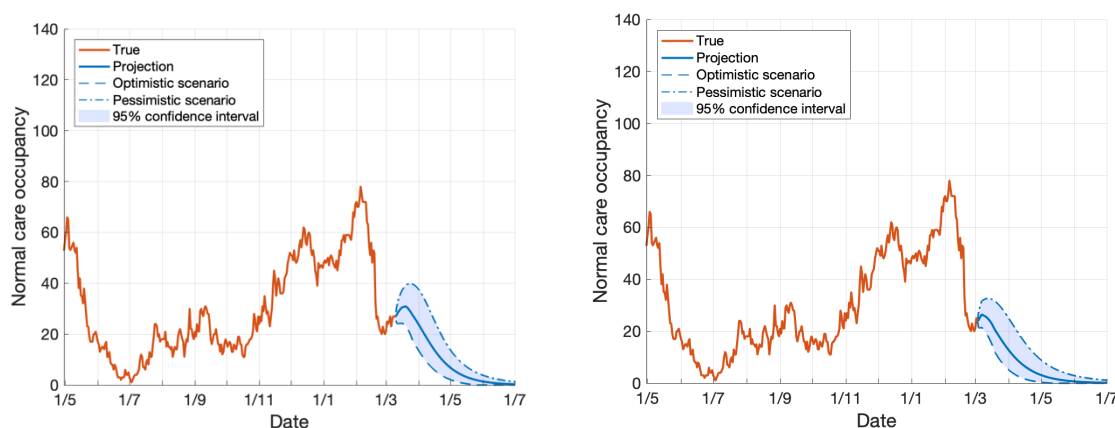 140
120
100
80
60
40
20
0
Normal care occupancy
True
Projection
Optimistic scenario
Pessimistic scenario
95% confidence interval
1/5 1/7 1/9 1/11 1/1 1/3 1/5 1/7
Date
140
120
100
80
60
40
20
0
Normal care occupancy
True
Projection
Optimistic scenario
Pessimistic scenario
95% confidence interval
1/5 1/7 1/9 1/11 1/1 1/3 1/5 1/7
Date